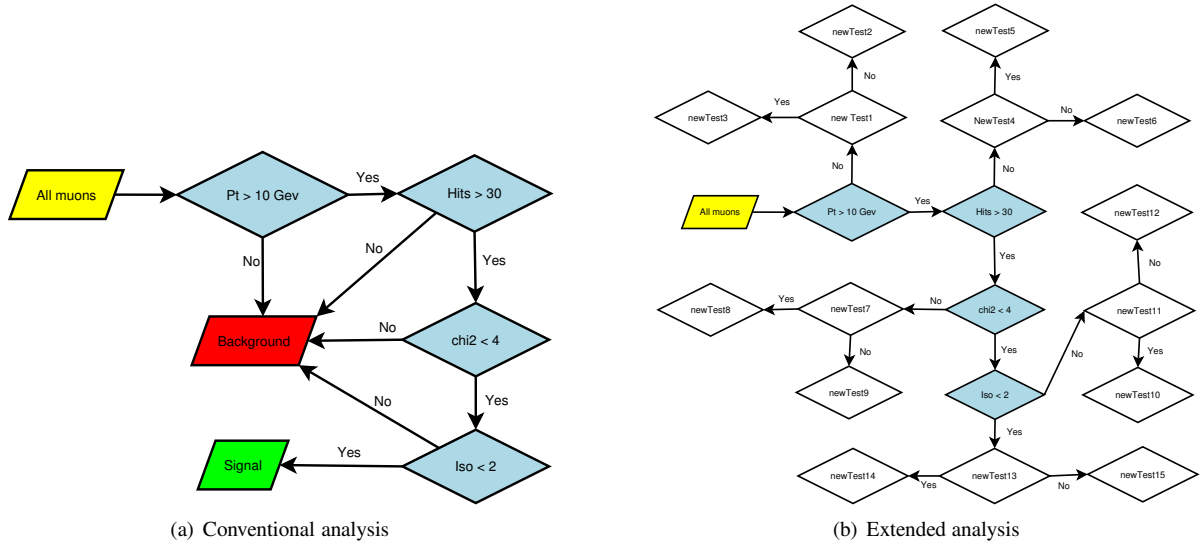 All muons
Pt > 10 Gev
Yes
Hits > 30
No
No
Yes
Background
No
chi2 < 4
No
Yes
Signal
Yes
Iso < 2
(a) Conventional analysis
newTest2
newTest5
No
Yes
newTest3
Yes
new Test1
NewTest4
No
newTest6
No
No
All muons
Pt > 10 Gev
Yes
Hits > 30
newTest12
Yes
No
newTest8
Yes
newTest7
No
chi2 < 4
newTest11
No
Yes
No
Yes
newTest9
Iso < 2
newTest10
Yes
newTest14
Yes
newTest13
No
newTest15
(b) Extended analysis